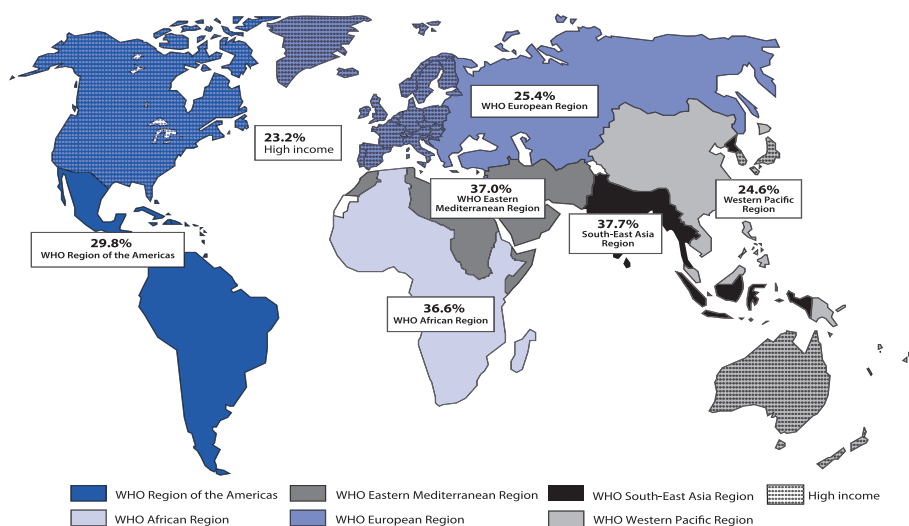 25.4%
WHO European Region
23.2%
High income
37.0%
WHO Eastern
Mediterranean Region
24.6%
Western Pacific
Region
37.7%
South-East Asia
Region
29.8%
WHO Region of the Americas
36.6%
WHO African Region
WHO Region of the Americas
WHO Eastern Mediterranean Region
WHO South-East Asia Region
High income
WHO African Region
WHO European Region
WHO Western Pacific Region